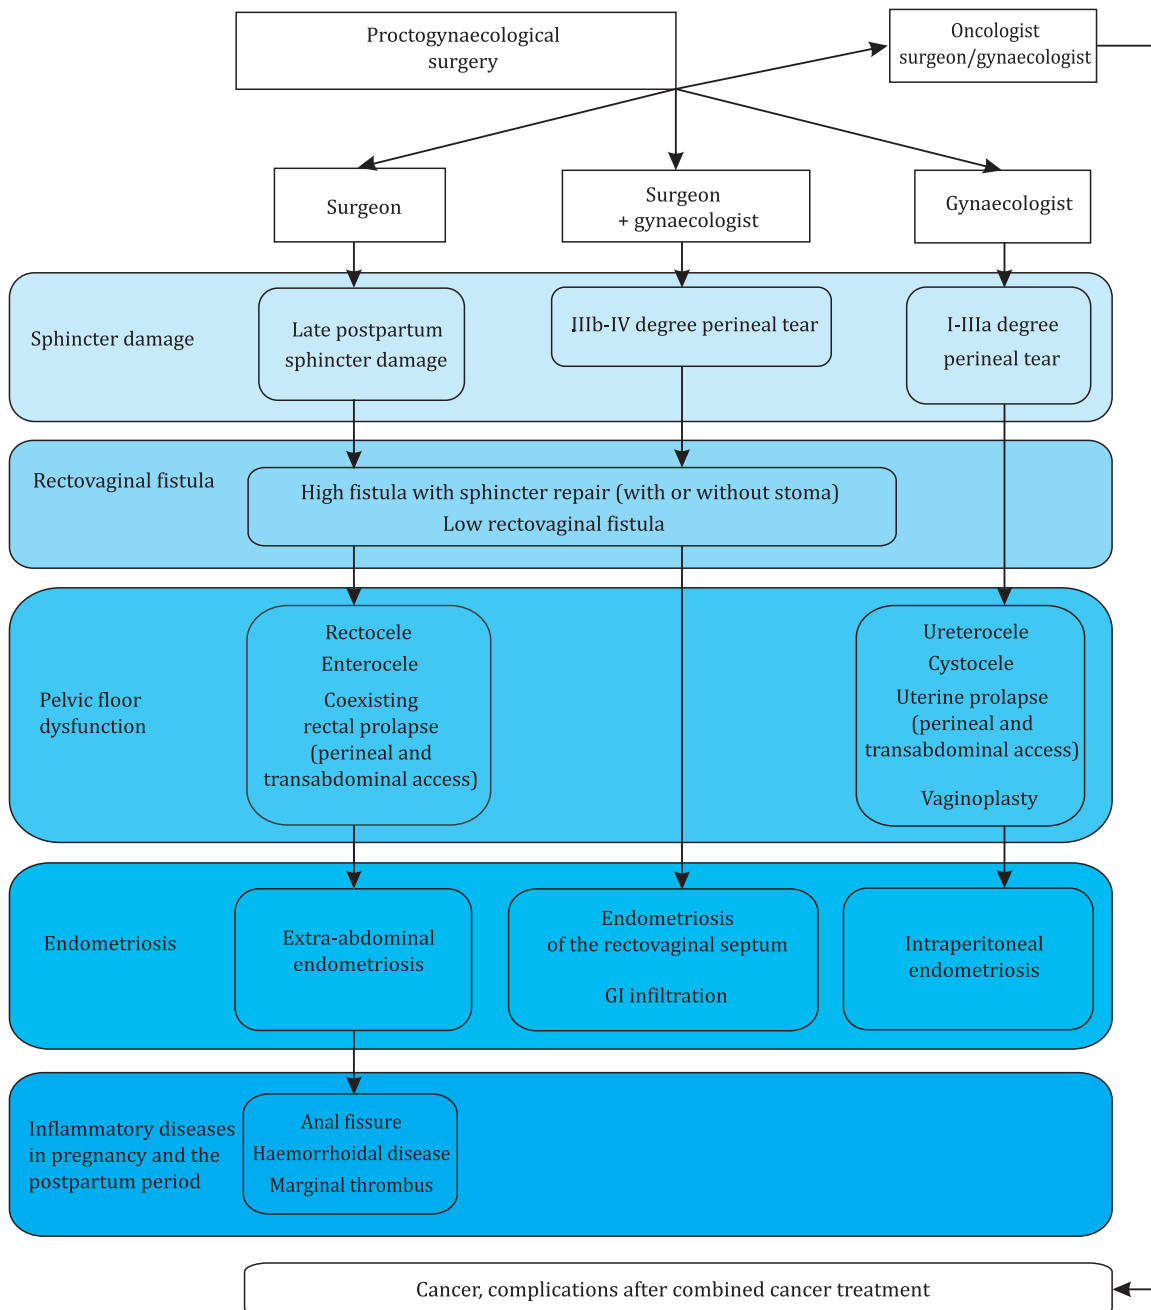 Proctogynaecological
surgery
Oncologist
surgeon/gynaecologist
Surgeon
Surgeon
+ gynaecologist
Gynaecologist
Sphincter damage
Late postpartum
sphincter damage
IIIb-IV degree perineal tear
I-IIIa degree
perineal tear
Rectovaginal fistula
High fistula with sphincter repair (with or without stoma)
Low rectovaginal fistula
Pelvic floor
dysfunction
Rectocele
Enterocele
Coexisting
rectal prolapse
(perineal and
transabdominal access)
Ureterocele
Cystocele
Uterine prolapse
(perineal and
transabdominal access)
Vaginoplasty
Endometriosis
Extra-abdominal
endometriosis
Endometriosis
of the rectovaginal septum
GI infiltration
Intraperitoneal
endometriosis
Inflammatory diseases
in pregnancy and the
postpartum period
Anal fissure
Haemorrhoidal disease
Marginal thrombus
Cancer, complications after combined cancer treatment